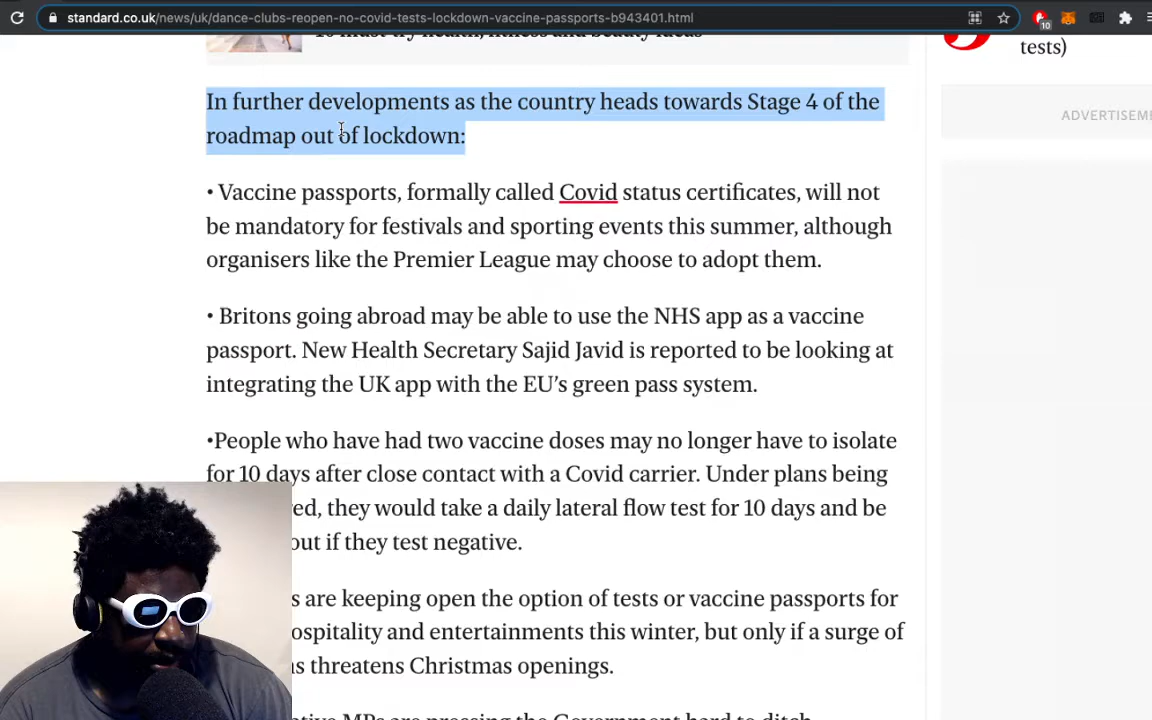 standard.co.uk/news/uk/dance-clubs-reopen-no-covid-tests-lockdown-vaccine-passports-b943401.html
10
10 must-try health, fitness and beauty ideas
tests)
ADVERTISEM
In further developments as the country heads towards Stage 4 of the
roadmap out of lockdown:
• Vaccine passports, formally called Covid status certificates, will not
be mandatory for festivals and sporting events this summer, although
organisers like the Premier League may choose to adopt them.
• Britons going abroad may be able to use the NHS app as a vaccine
passport. New Health Secretary Sajid Javid is reported to be looking at
integrating the UK app with the EU’s green pass system.
•People who have had two vaccine doses may no longer have to isolate
for 10 days after close contact with a Covid carrier. Under plans being
red, they would take a daily lateral flow test for 10 days and be
out if they test negative.
s are keeping open the option of tests or vaccine passports for
ospitality and entertainments this winter, but only if a surge of
s threatens Christmas openings.
ative MPs are pressing the Government hard to ditch